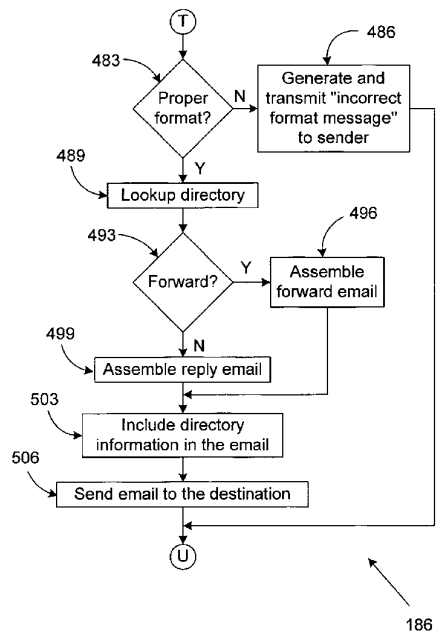 T
483
486
Proper
format?
N
Generate and
transmit "incorrect
format message"
to sender
Y
489
Lookup directory
493
496
Forward?
Y
Assemble
forward email
N
499
Assemble reply email
503
Include directory
information in the email
506
Send email to the destination
U
186